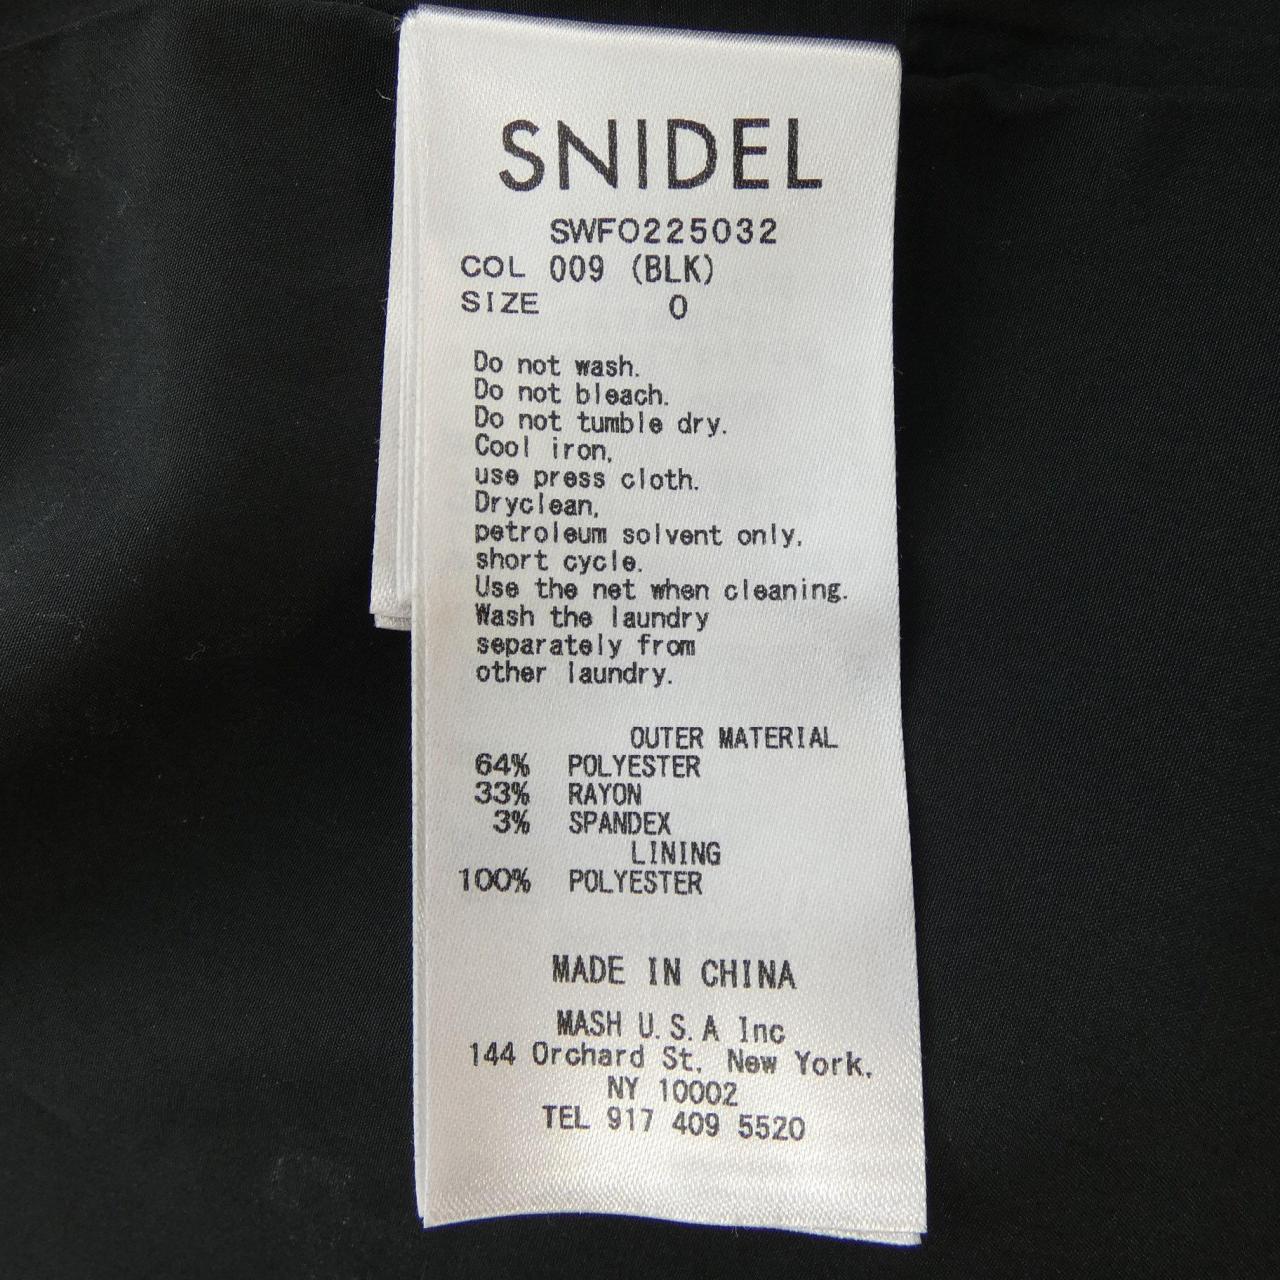 SNIDEL
SWFO225032
COL 009 (BLK)
SIZE 0
Do not wash.
Do not bleach.
Do not tumble dry.
Cool iron,
use press cloth.
Dryclean,
petroleum solvent only,
short cycle.
Use the net when cleaning.
Wash the laundry
separately from
other laundry.
OUTER MATERIAL
64% POLYESTER
33% RAYON
3% SPANDEX
LINING
100% POLYESTER
MADE IN CHINA
MASH U.S.A Inc
144 Orchard St, New York,
NY 10002
TEL 917 409 5520